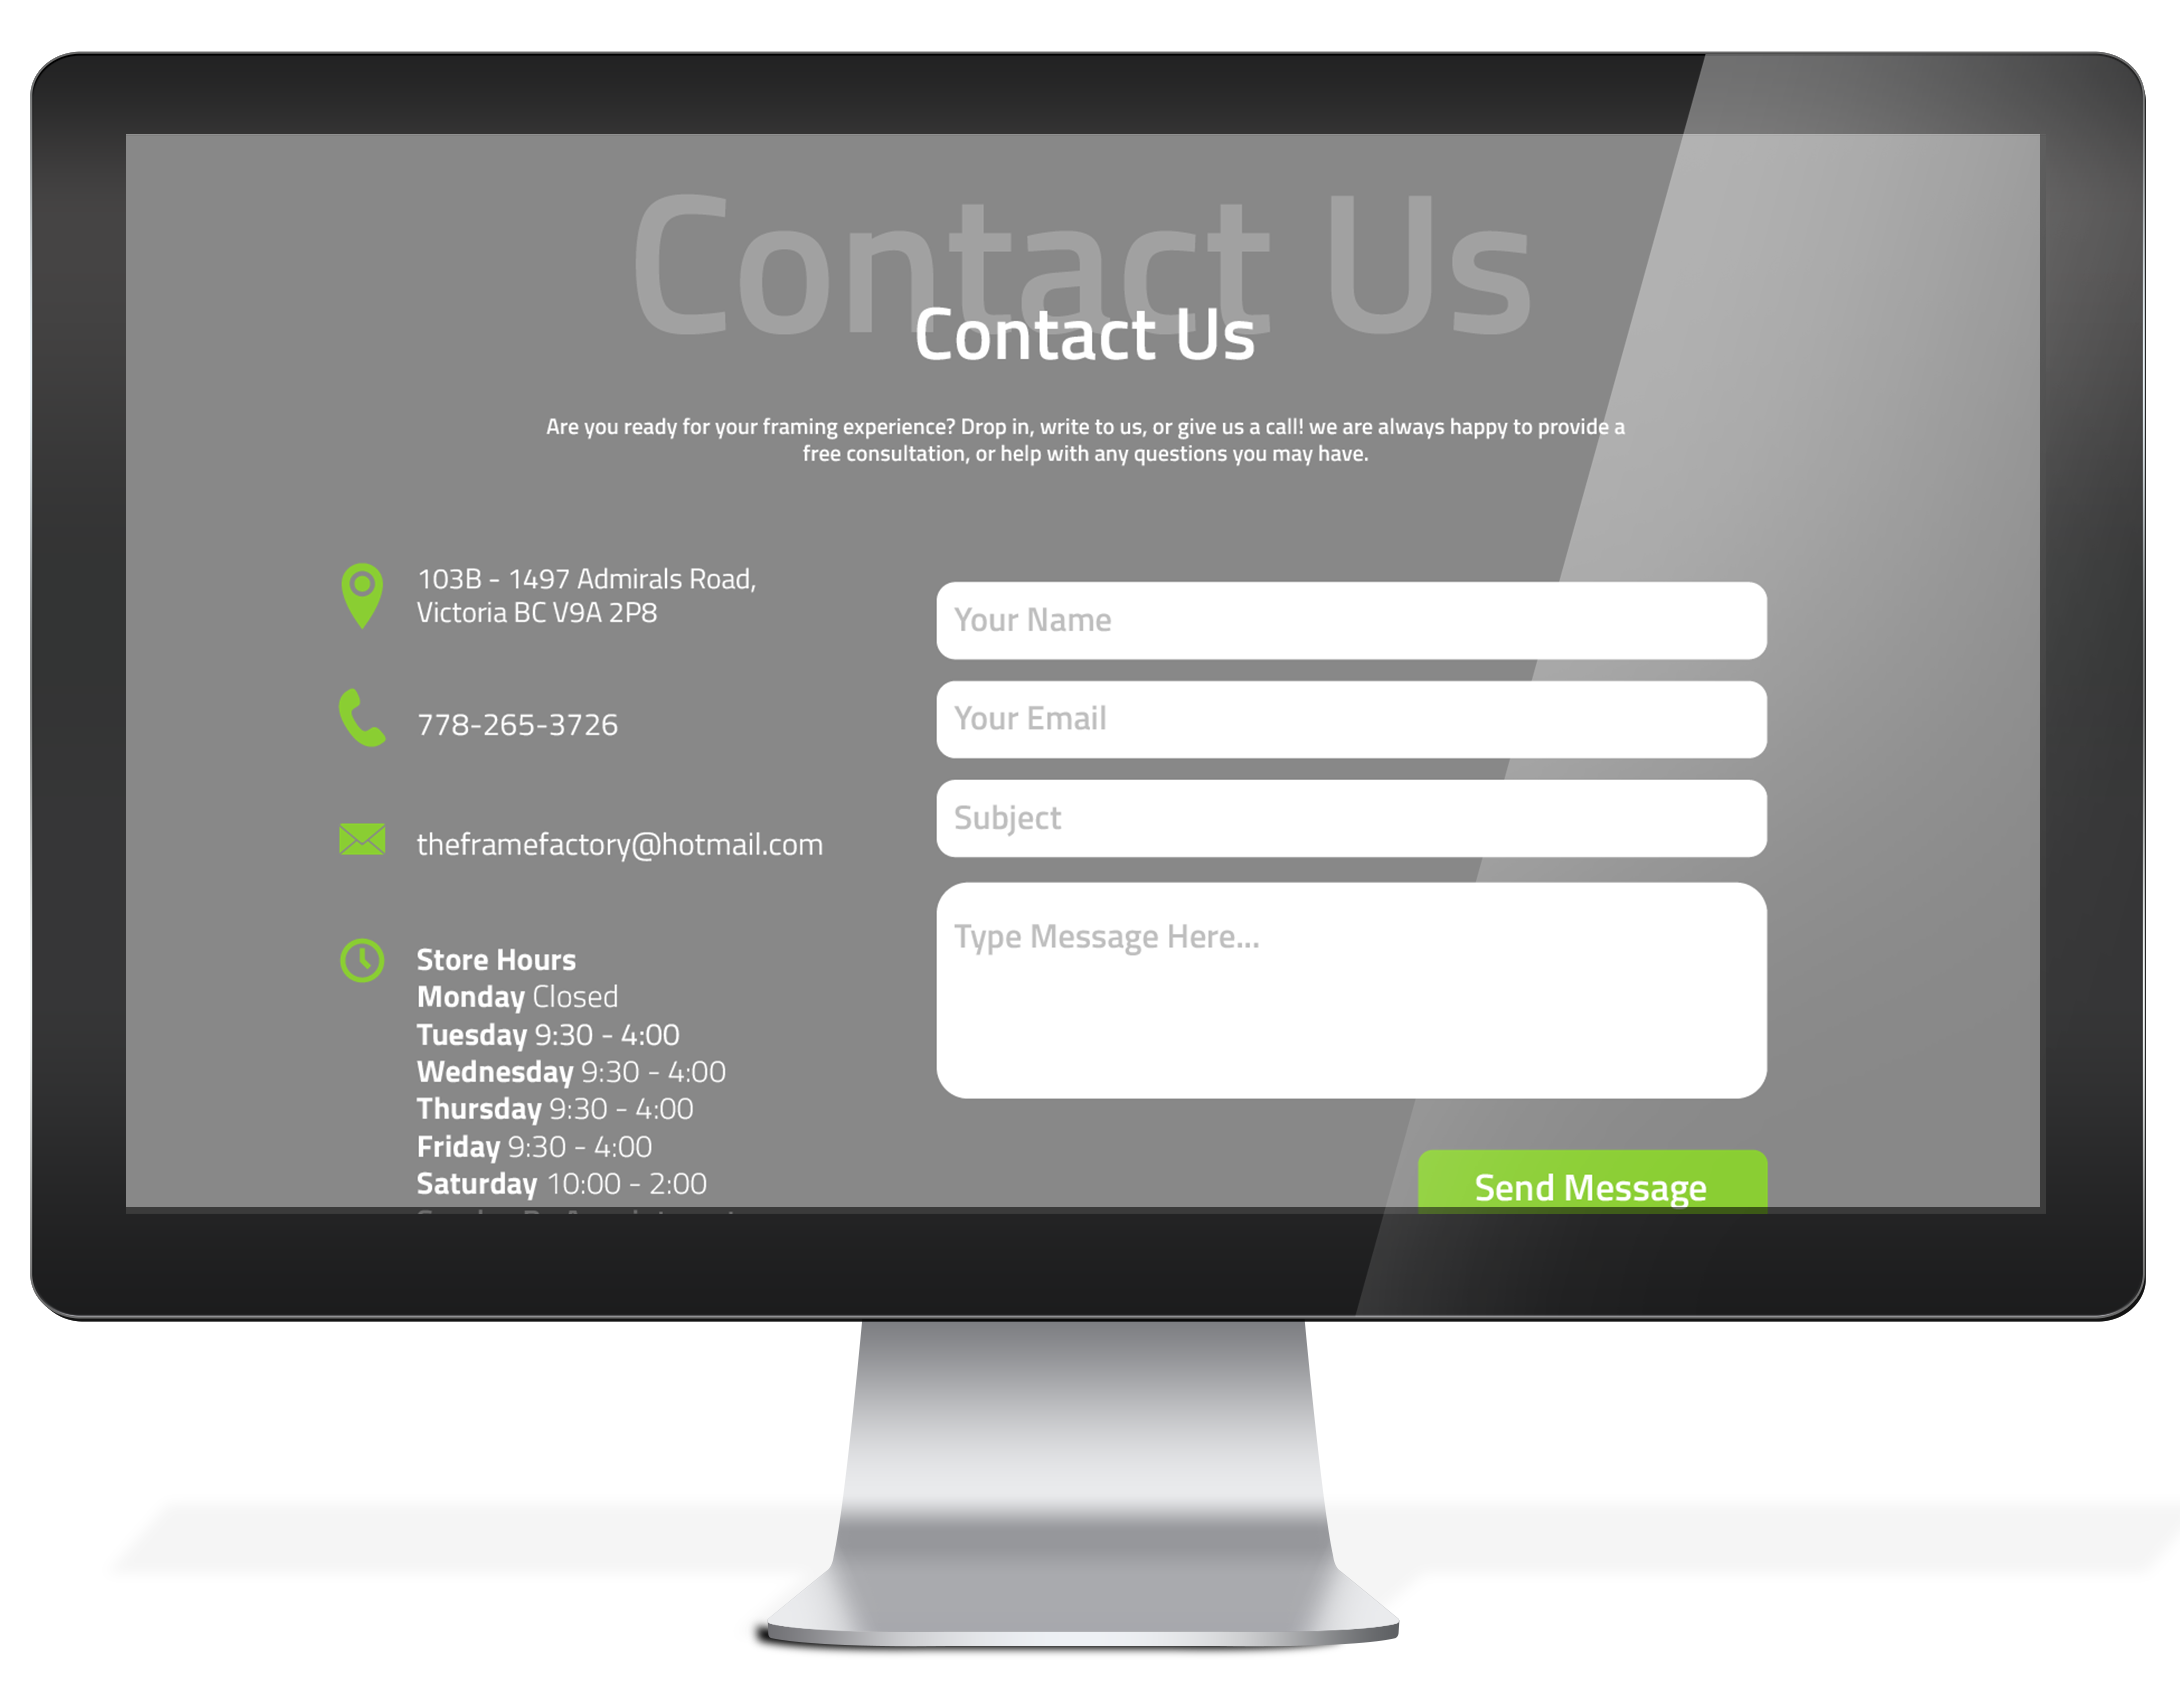 Contact Us
Contact Us
Are you ready for your framing experience? Drop in, write to us, or give us a call! we are always happy to provide a
free consultation, or help with any questions you may have.
103B - 1497 Admirals Road,
Victoria BC V9A 2P8
778-265-3726
theframefactory@hotmail.com
Store Hours
Monday Closed
Tuesday 9:30 - 4:00
Wednesday 9:30 - 4:00
Thursday 9:30 - 4:00
Friday 9:30 - 4:00
Saturday 10:00 - 2:00
Your Name
Your Email
Subject
Type Message Here...
Send Message